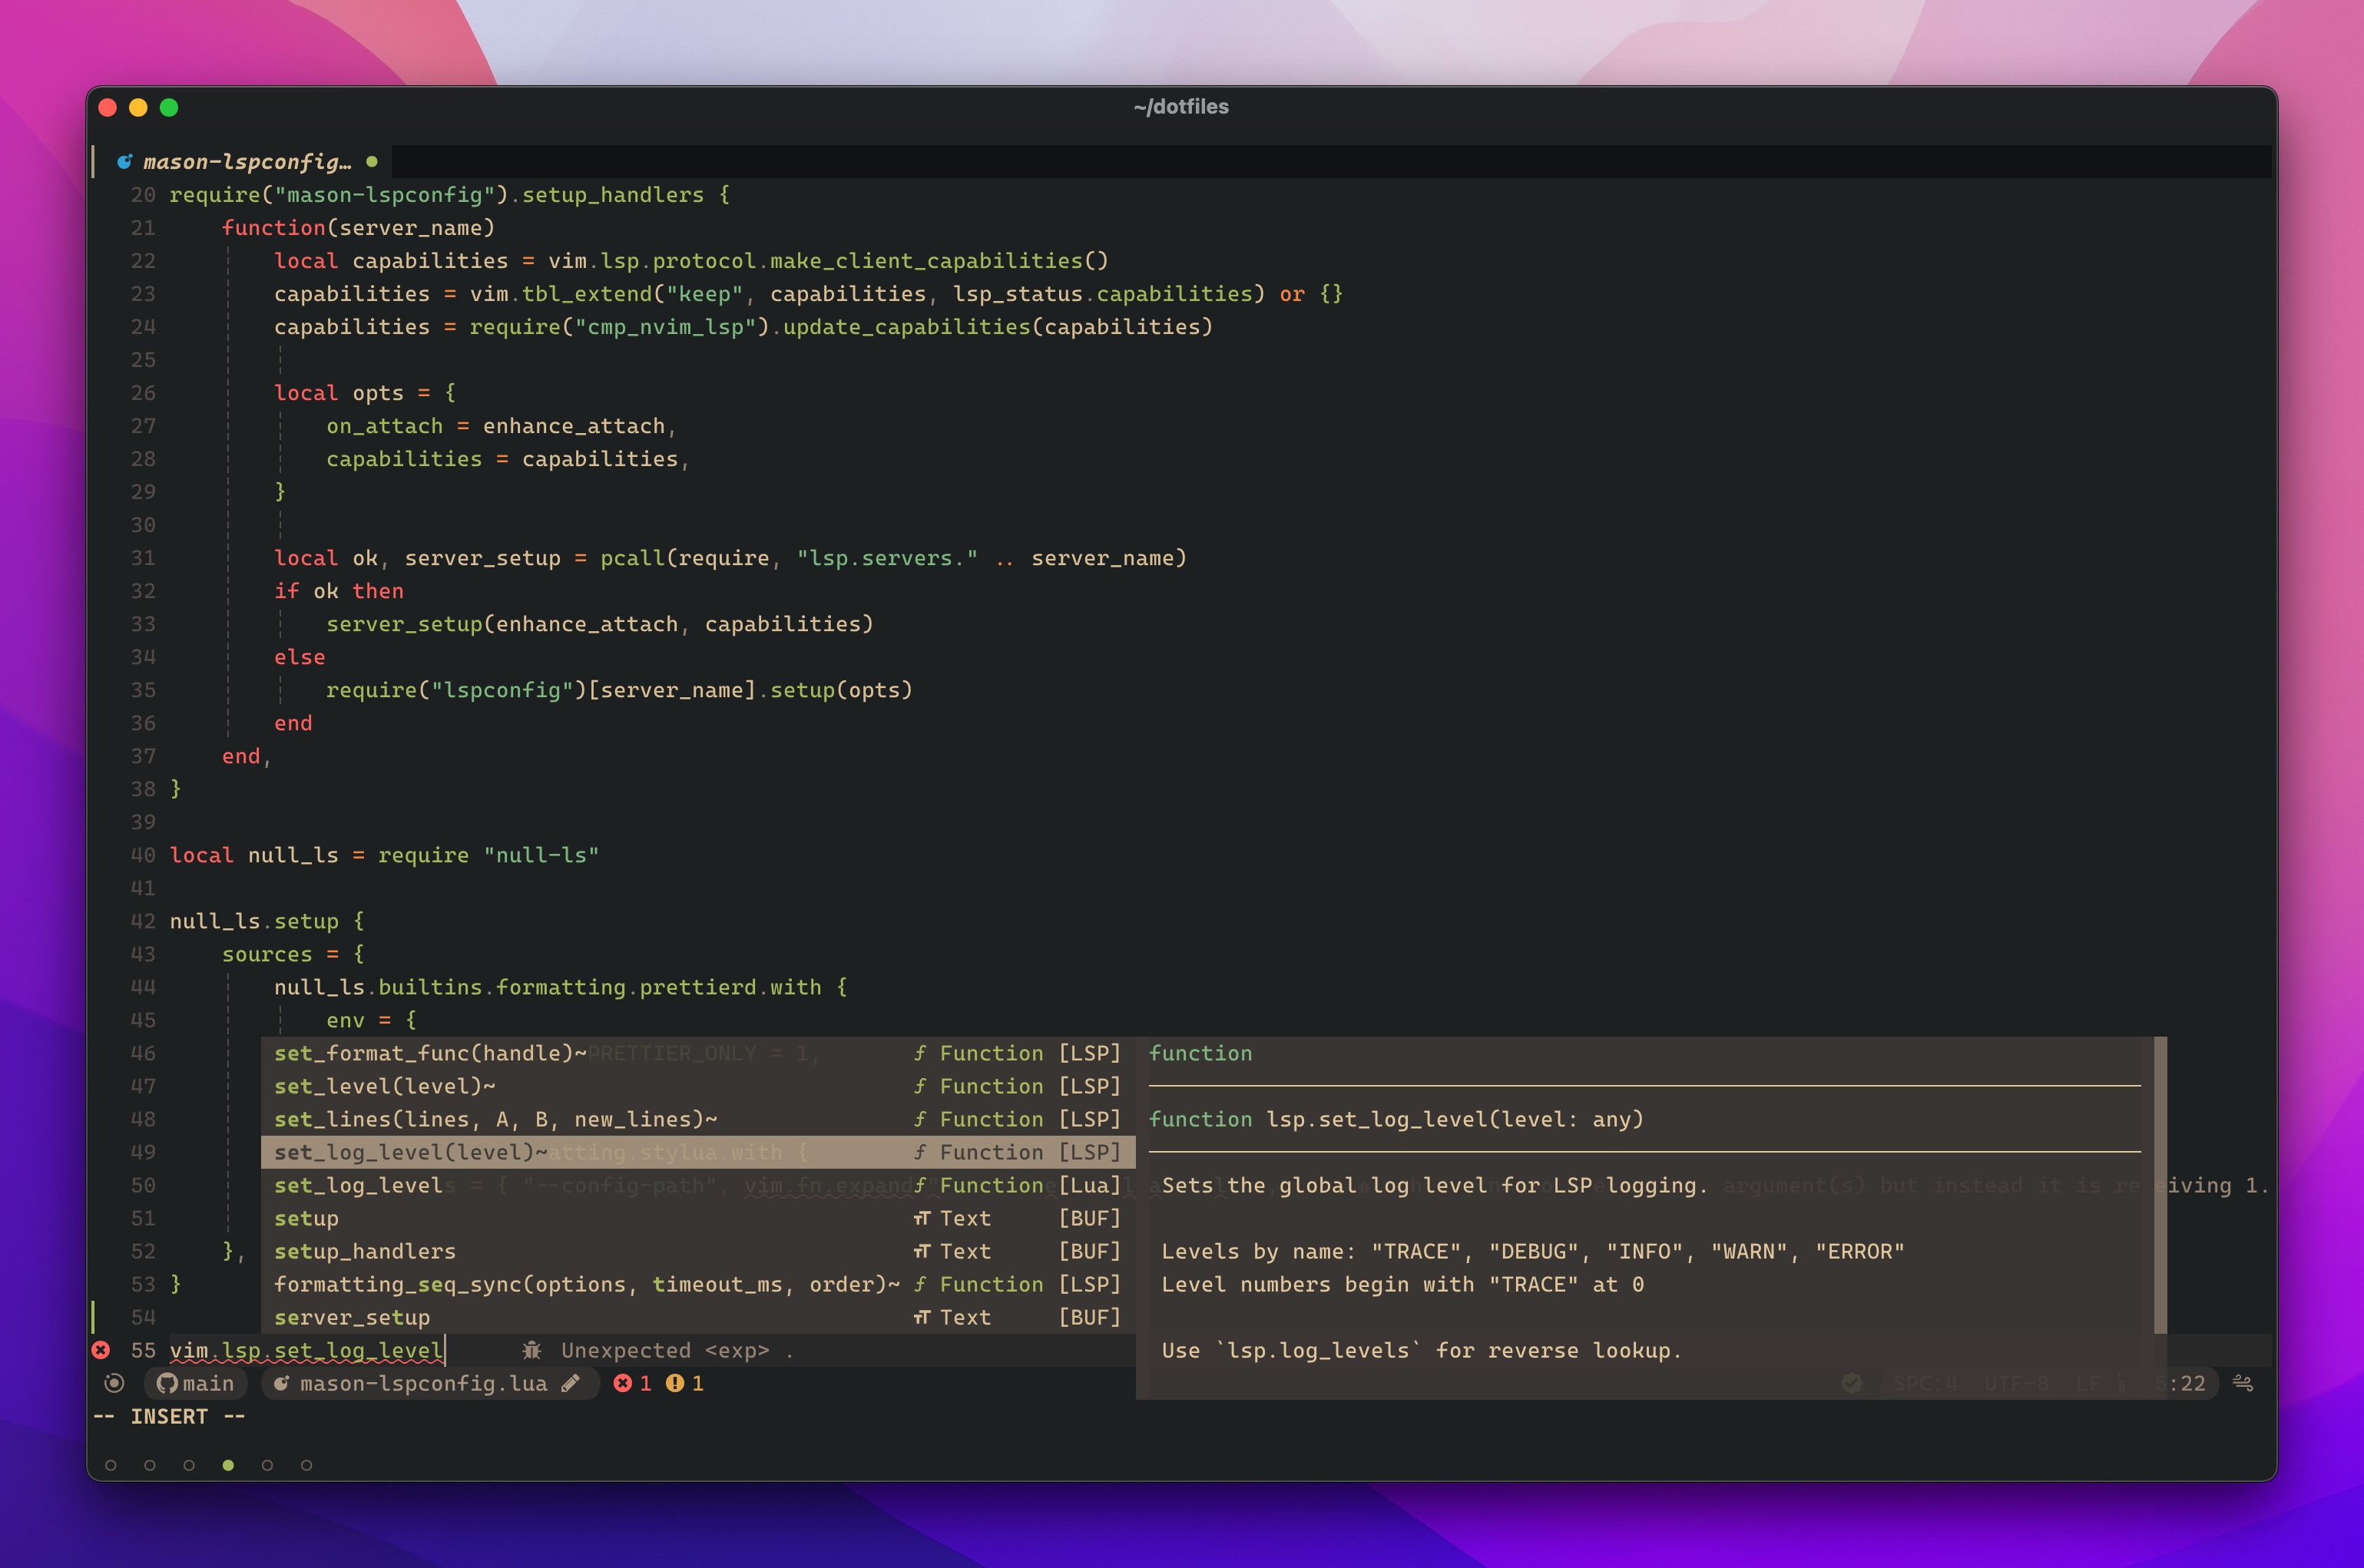 ~/dotfiles
mason-lspconfig…
20 require("mason-lspconfig").setup_handlers {
21     function(server_name)
22         local capabilities = vim.lsp.protocol.make_client_capabilities()
23         capabilities = vim.tbl_extend("keep", capabilities, lsp_status.capabilities) or {}
24         capabilities = require("cmp_nvim_lsp").update_capabilities(capabilities)
25
26         local opts = {
27             on_attach = enhance_attach,
28             capabilities = capabilities,
29         }
30
31         local ok, server_setup = pcall(require, "lsp.servers." .. server_name)
32         if ok then
33             server_setup(enhance_attach, capabilities)
34         else
35             require("lspconfig")[server_name].setup(opts)
36         end
37     end,
38 }
39
40 local null_ls = require "null-ls"
41
42 null_ls.setup {
43     sources = {
44         null_ls.builtins.formatting.prettierd.with {
45             env = {
46 set_format_func(handle)~PRETTIER_ONLY = 1, Function [LSP] function
47 set_level(level)~ Function [LSP]
48 set_lines(lines, A, B, new_lines)~ Function [LSP] function lsp.set_log_level(level: any)
49 set_log_level(level)~atting.stylua.with { Function [LSP]
50 set_log_levels = { "--config-path", vim.fn.expand Function [Lua] Sets the global log level for LSP logging. argument(s) but instead it is re eiving 1.
51 setup Text [BUF]
52     }, setup_handlers Text [BUF] Levels by name: "TRACE", "DEBUG", "INFO", "WARN", "ERROR"
53 } formatting_seq_sync(options, timeout_ms, order)~ Function [LSP] Level numbers begin with "TRACE" at 0
54 server_setup Text [BUF]
55 vim.lsp.set_log_level Unexpected <exp> . Use `lsp.log_levels` for reverse lookup.
main mason-lspconfig.lua 1 1 SPC:4 UTF-8 LF 5:22
-- INSERT --